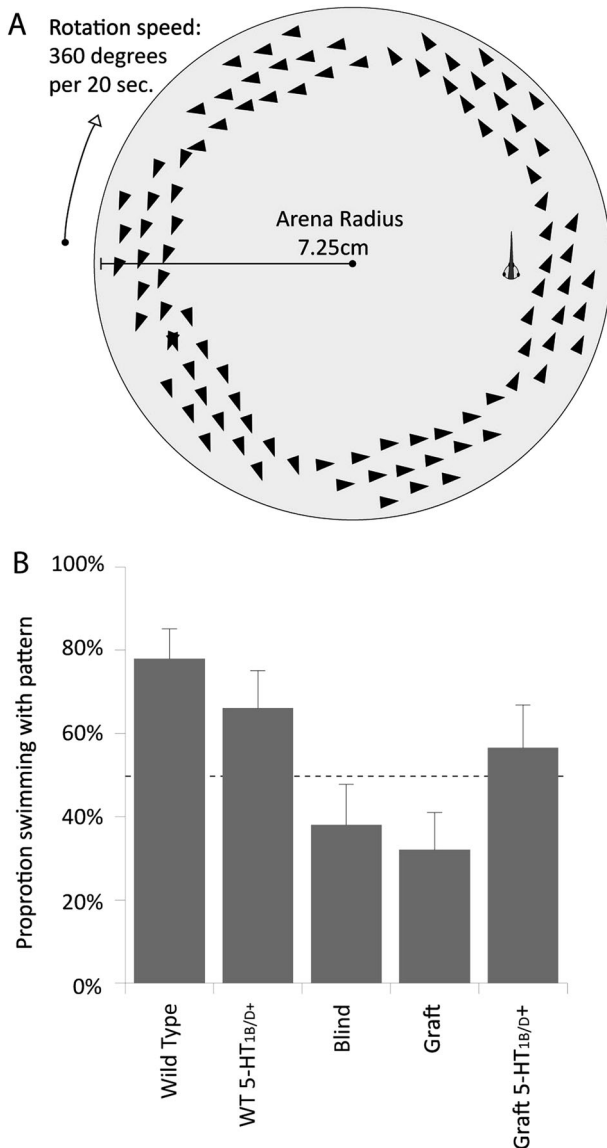 A
Rotation speed:
360 degrees
per 20 sec.
Arena Radius
7.25cm
B
Proprotion swimming with pattern
100%
80%
60%
40%
20%
0%
Wild Type
WT 5-HT1B/D+
Blind
Graft
Graft 5-HT1B/D+